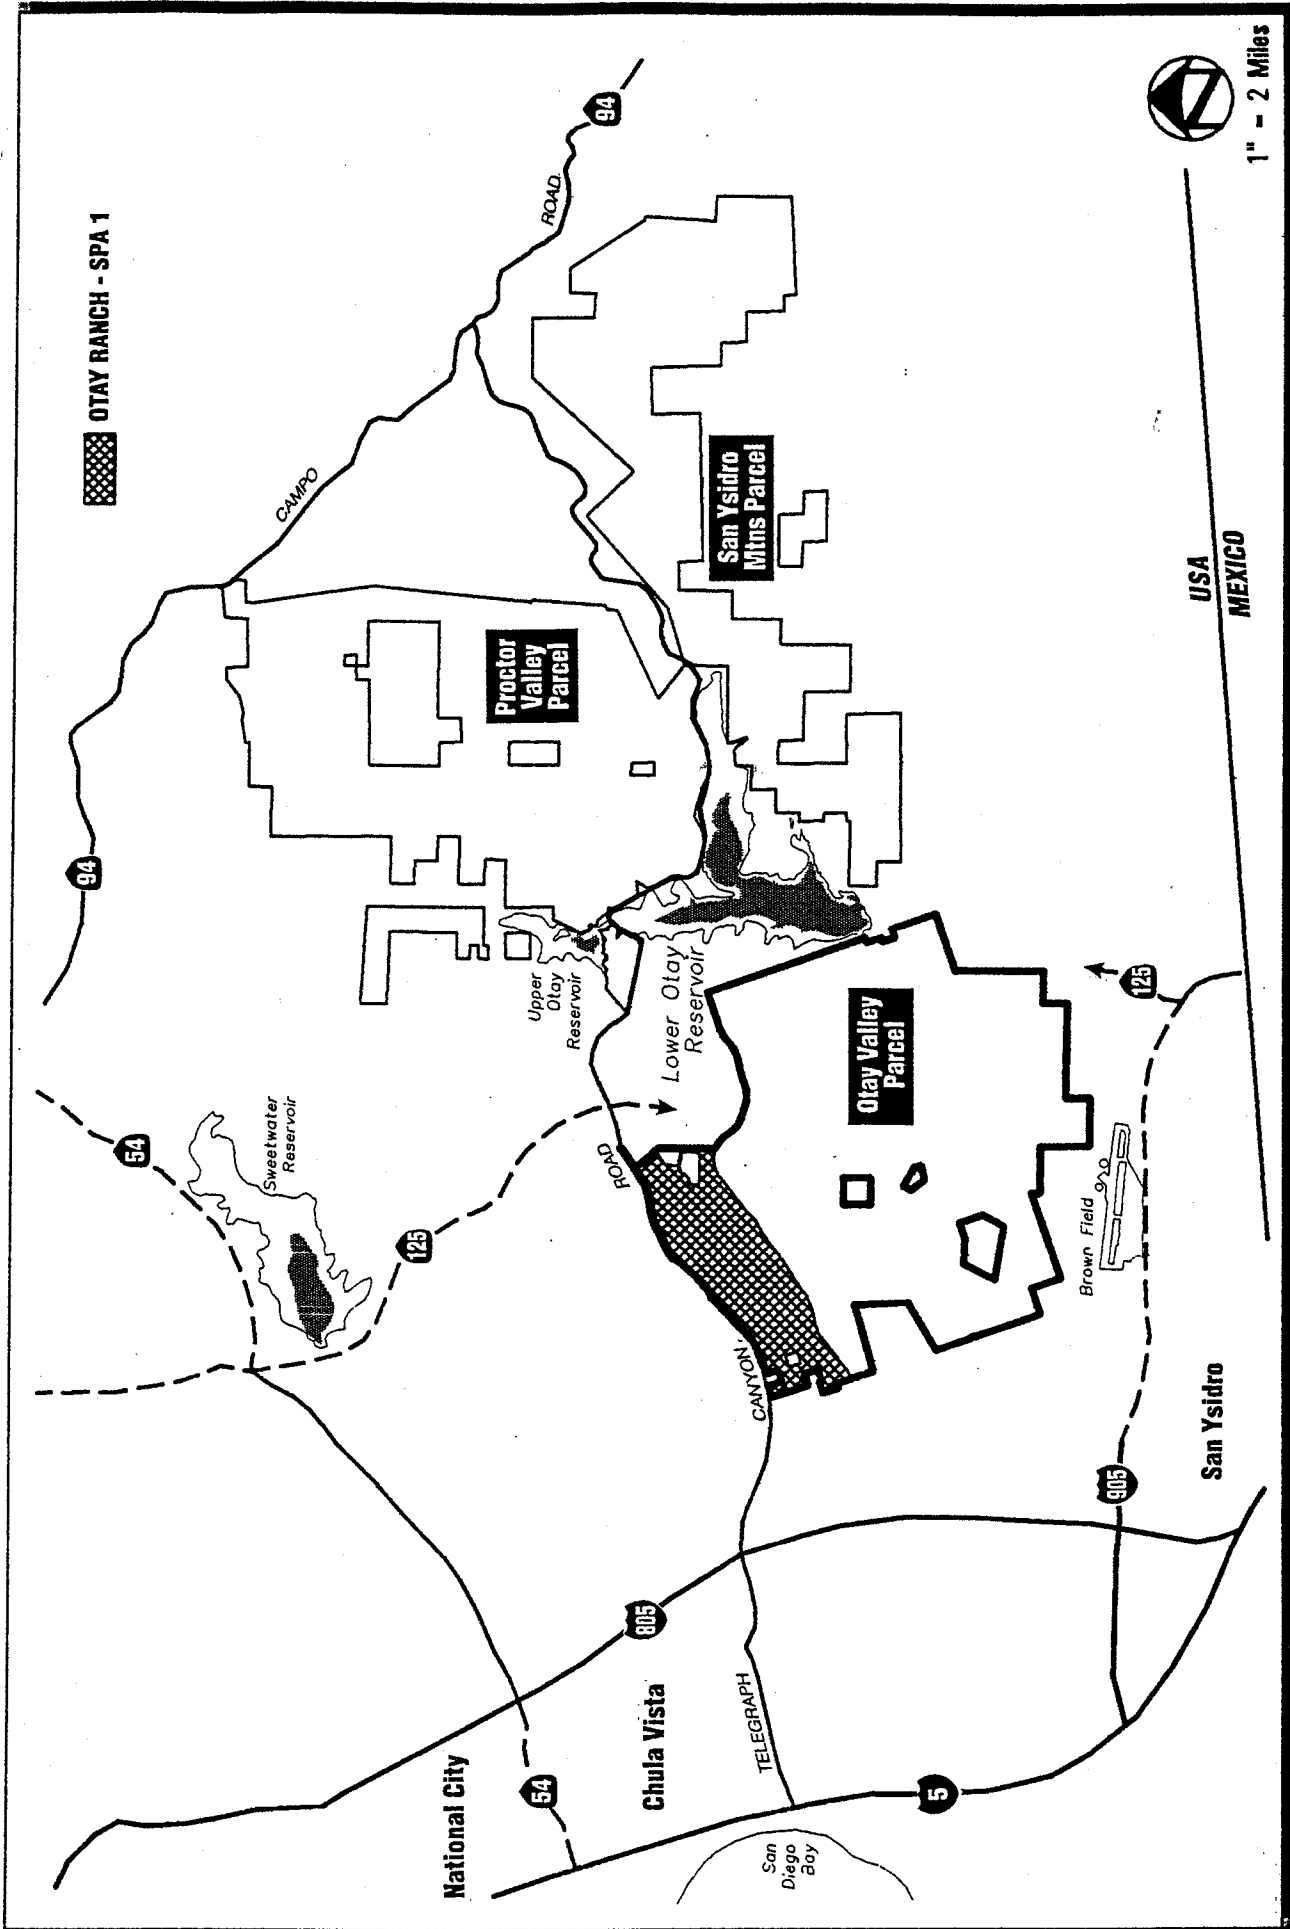 OTAY RANCH - SPA 1
94
CAMPO
ROAD
94
54
Sweetwater
Reservoir
125
Proctor
Valley
Parcel
San Ysidro
Mtns Parcel
Upper
Otay
Reservoir
Lower Otay
Reservoir
ROAD
CANYON
TELEGRAPH
Otay Valley
Parcel
125
Brown Field
905
San Ysidro
USA
MEXICO
National City
54
805
Chula Vista
5
San
Diego
Bay
1" = 2 Miles